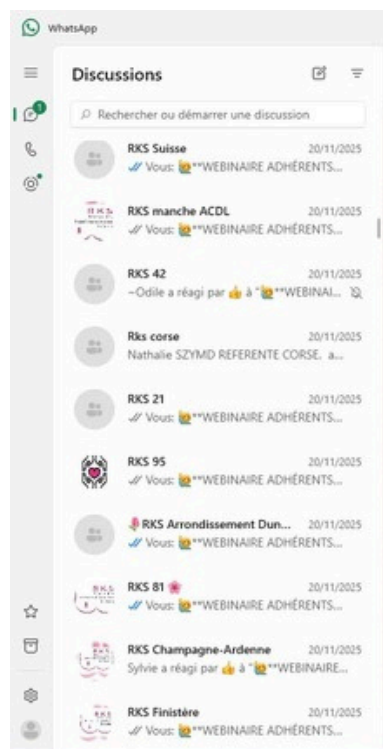 WhatsApp
Discussions
1
Rechercher ou démarrer une discussion
RKS Suisse 20/11/2025
Vous: 🙋**WEBINAIRE ADHÉRENTS...
RKS manche ACDL 20/11/2025
Vous: 🙋**WEBINAIRE ADHÉRENTS...
RKS 42 20/11/2025
~Odile a réagi par 👍 à "🙋**WEBINAI...
Rks corse 20/11/2025
Nathalie SZYMD REFERENTE CORSE. a...
RKS 21 20/11/2025
Vous: 🙋**WEBINAIRE ADHÉRENTS...
RKS 95 20/11/2025
Vous: 🙋**WEBINAIRE ADHÉRENTS...
🌷RKS Arrondissement Dun... 20/11/2025
Vous: 🙋**WEBINAIRE ADHÉRENTS...
RKS 81 🌸 20/11/2025
Vous: 🙋**WEBINAIRE ADHÉRENTS...
RKS Champagne-Ardenne 20/11/2025
Sylvie a réagi par 👍 à "🙋**WEBINAIRE...
RKS Finistère 20/11/2025
Vous: 🙋**WEBINAIRE ADHÉRENTS...